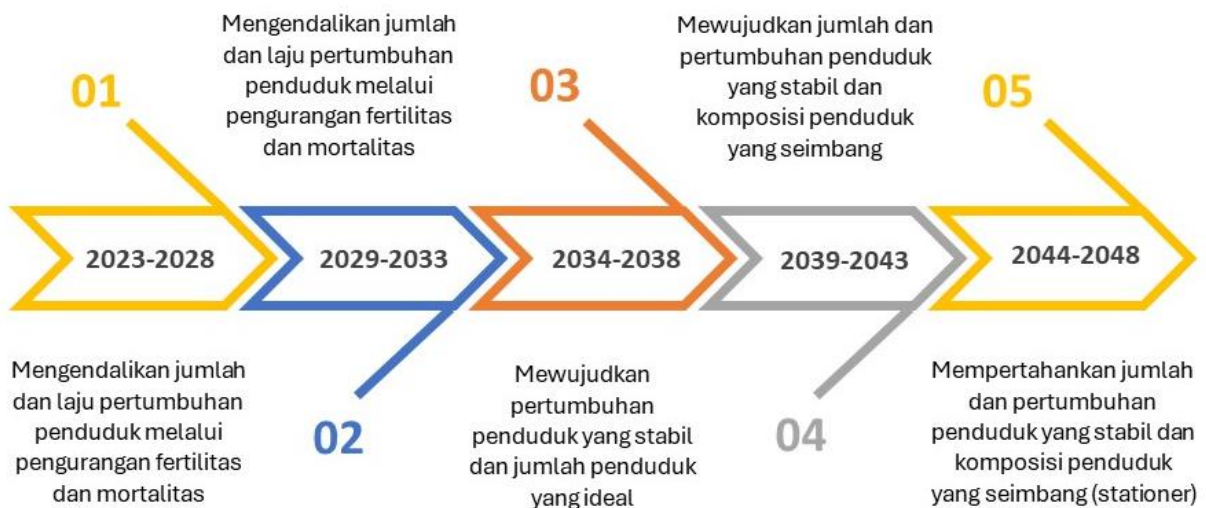 Mengendalikan jumlah
dan laju pertumbuhan
penduduk melalui
pengurangan fertilitas
dan mortalitas
Mewujudkan jumlah dan
pertumbuhan penduduk
yang stabil dan
komposisi penduduk
yang seimbang
01
03
05
2023-2028
2029-2033
2034-2038
2039-2043
2044-2048
Mengendalikan jumlah
dan laju pertumbuhan
penduduk melalui
pengurangan fertilitas
dan mortalitas
02
Mewujudkan
pertumbuhan
penduduk yang stabil
dan jumlah penduduk
yang ideal
04
Mempertahankan jumlah
dan pertumbuhan
penduduk yang stabil dan
komposisi penduduk
yang seimbang (stationer)